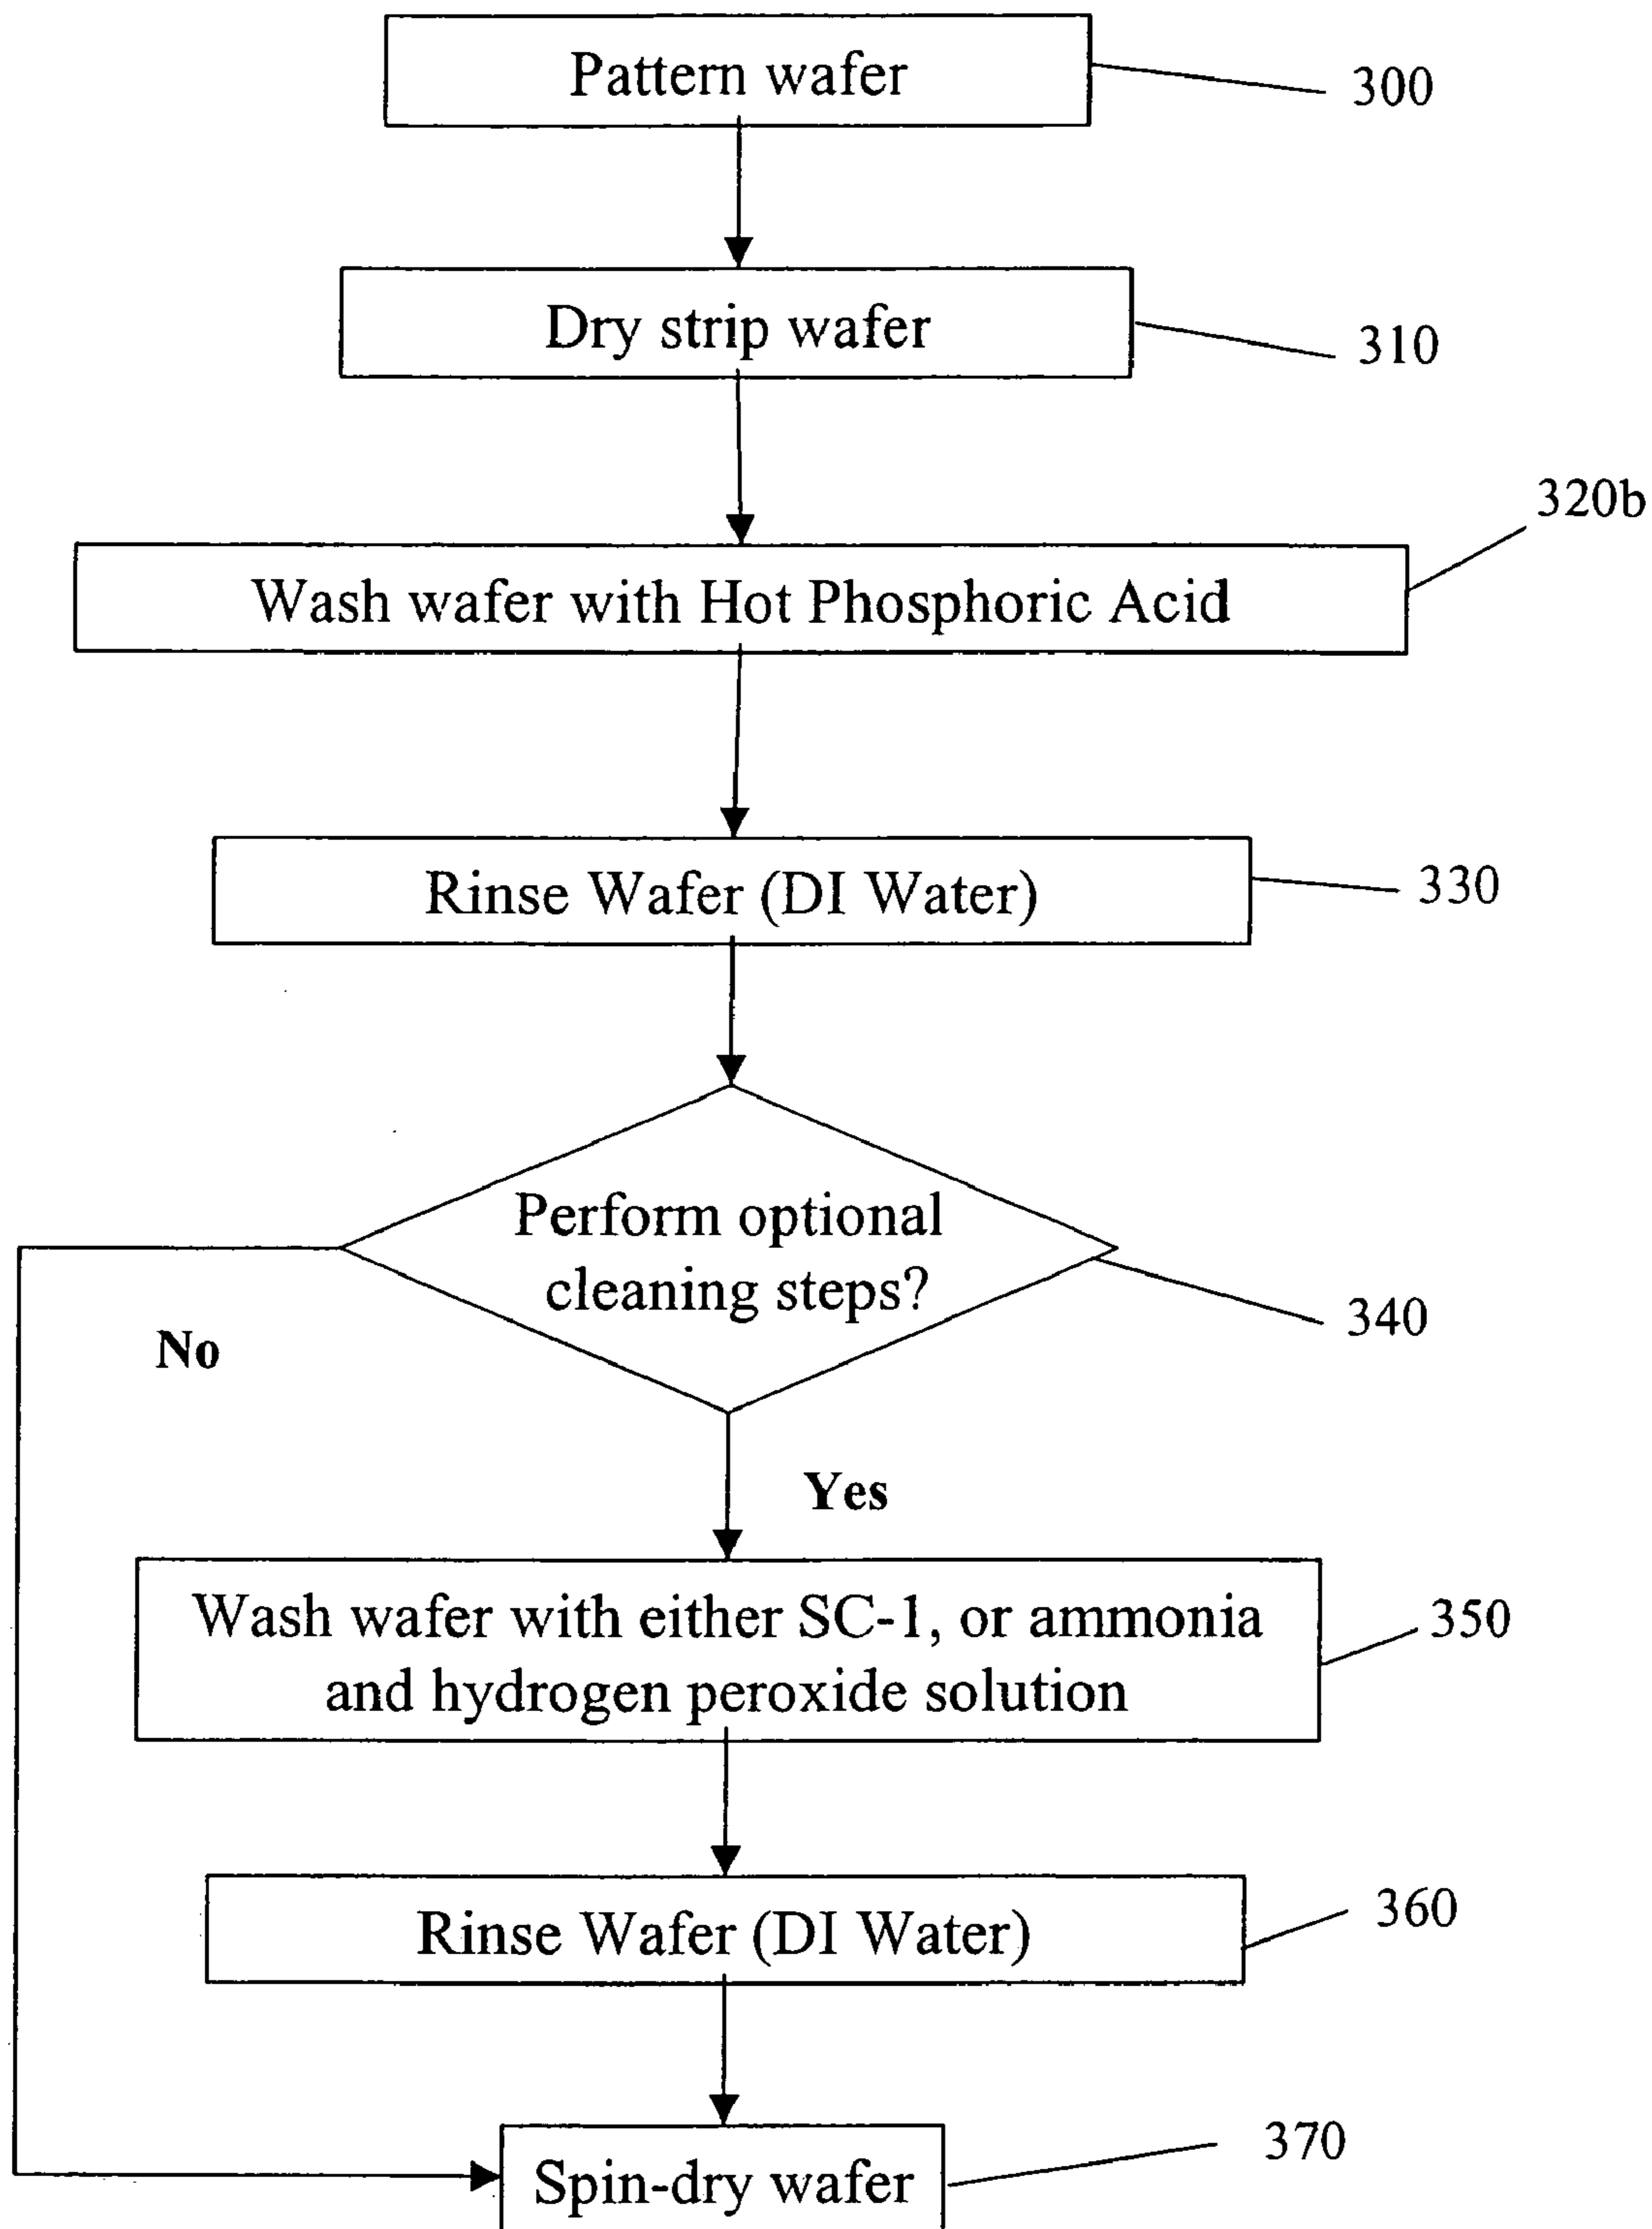 Pattern wafer
300
Dry strip wafer
310
320b
Wash wafer with Hot Phosphoric Acid
Rinse Wafer (DI Water)
330
Perform optional
cleaning steps?
340
No
Yes
Wash wafer with either SC-1, or ammonia
and hydrogen peroxide solution
350
Rinse Wafer (DI Water)
360
Spin-dry wafer
370